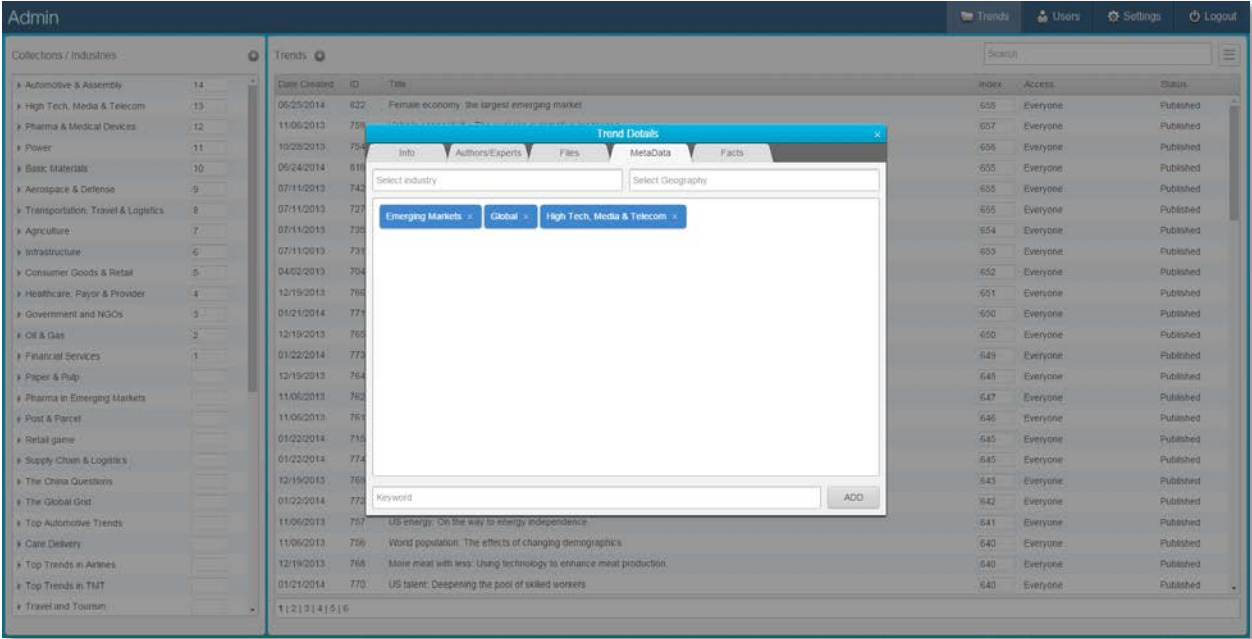 Admin
Trends Users Settings Logout
Collections / Industries
Trends
Search
Date Created ID Title Index Access Status
Automotive & Assembly 14
High Tech, Media & Telecom 13
Pharma & Medical Devices 12
Power 11
Basic Materials 10
Aerospace & Defense 9
Transportation, Travel & Logistics 8
Agriculture 7
Infrastructure 6
Consumer Goods & Retail 5
Healthcare, Payor & Provider 4
Government and NGOs 3
Oil & Gas 2
Financial Services 1
Paper & Pulp
Pharma in Emerging Markets
Post & Parcel
Retail game
Supply Chain & Logistics
The China Questions
The Global Grid
Top Automotive Trends
Care Delivery
Top Trends in Airlines
Top Trends in TMT
Travel and Tourism
06/25/2014 822 Female economy: the largest emerging market 658 Everyone Published
11/06/2013 657 Everyone Published
10/28/2013 656 Everyone Published
06/24/2014 655 Everyone Published
07/11/2013 742 655 Everyone Published
07/11/2013 727 655 Everyone Published
07/11/2013 654 Everyone Published
07/11/2013 653 Everyone Published
04/02/2013 704 652 Everyone Published
12/19/2013 766 651 Everyone Published
01/21/2014 771 650 Everyone Published
12/19/2013 765 650 Everyone Published
01/22/2014 773 649 Everyone Published
12/19/2013 764 648 Everyone Published
11/06/2013 762 647 Everyone Published
11/06/2013 761 646 Everyone Published
01/22/2014 715 645 Everyone Published
01/22/2014 774 645 Everyone Published
12/19/2013 769 643 Everyone Published
01/22/2014 772 642 Everyone Published
11/06/2013 757 US energy: On the way to energy independence 641 Everyone Published
11/06/2013 756 World population: The effects of changing demographics 640 Everyone Published
12/19/2013 768 More meat with less: Using technology to enhance meat production 640 Everyone Published
01/21/2014 770 US talent: Deepening the pool of skilled workers 640 Everyone Published
1 | 2 | 3 | 4 | 5 | 6
Trend Details ×
Info Authors/Experts Files MetaData Facts
Select industry Select Geography
Emerging Markets × Global × High Tech, Media & Telecom ×
Keyword ADD